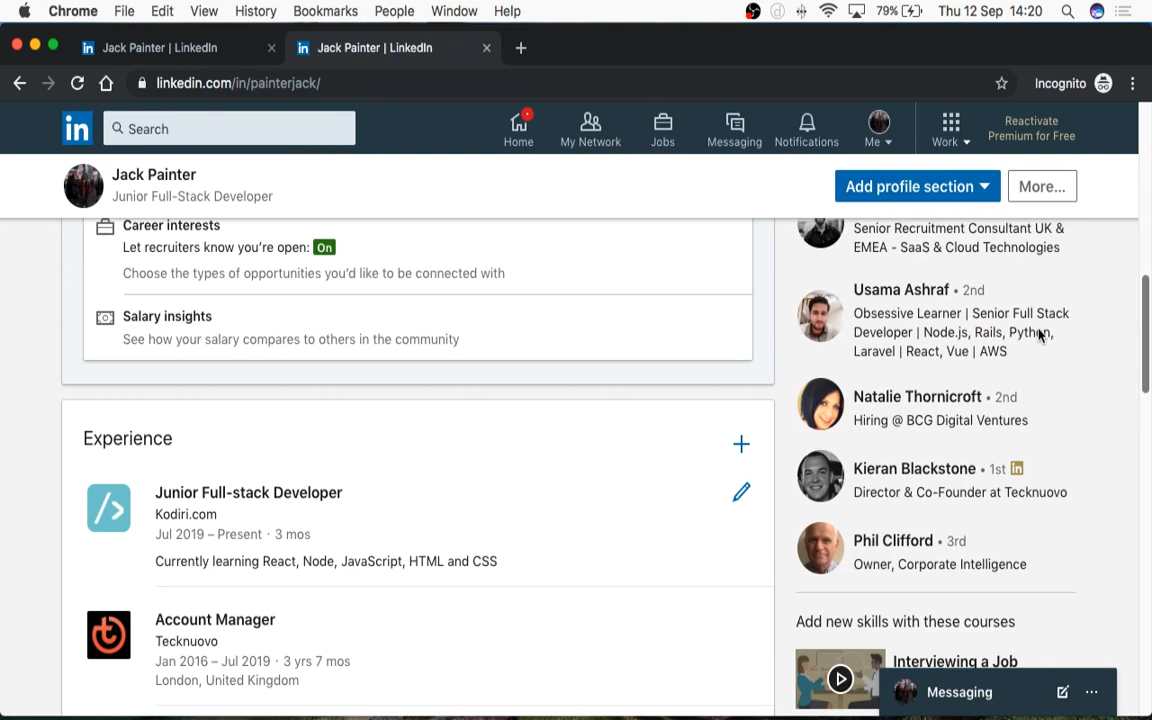 Chrome File Edit View History Bookmarks People Window Help 79% Thu 12 Sep 14:20
in Jack Painter | LinkedIn × in Jack Painter | LinkedIn × +
linkedin.com/in/painterjack/ Incognito
in Search Home My Network Jobs Messaging Notifications Me Work Reactivate Premium for Free
Jack Painter
Junior Full-Stack Developer
Add profile section More...
Career interests
Let recruiters know you're open: On
Choose the types of opportunities you'd like to be connected with
Salary insights
See how your salary compares to others in the community
Experience
</> Junior Full-stack Developer
Kodiri.com
Jul 2019 – Present · 3 mos
Currently learning React, Node, JavaScript, HTML and CSS
t Account Manager
Tecknuovo
Jan 2016 – Jul 2019 · 3 yrs 7 mos
London, United Kingdom
Senior Recruitment Consultant UK &
EMEA - SaaS & Cloud Technologies
Usama Ashraf • 2nd
Obsessive Learner | Senior Full Stack
Developer | Node.js, Rails, Python,
Laravel | React, Vue | AWS
Natalie Thornicroft • 2nd
Hiring @ BCG Digital Ventures
Kieran Blackstone • 1st in
Director & Co-Founder at Tecknuovo
Phil Clifford • 3rd
Owner, Corporate Intelligence
Add new skills with these courses
Interviewing a Job
Messaging